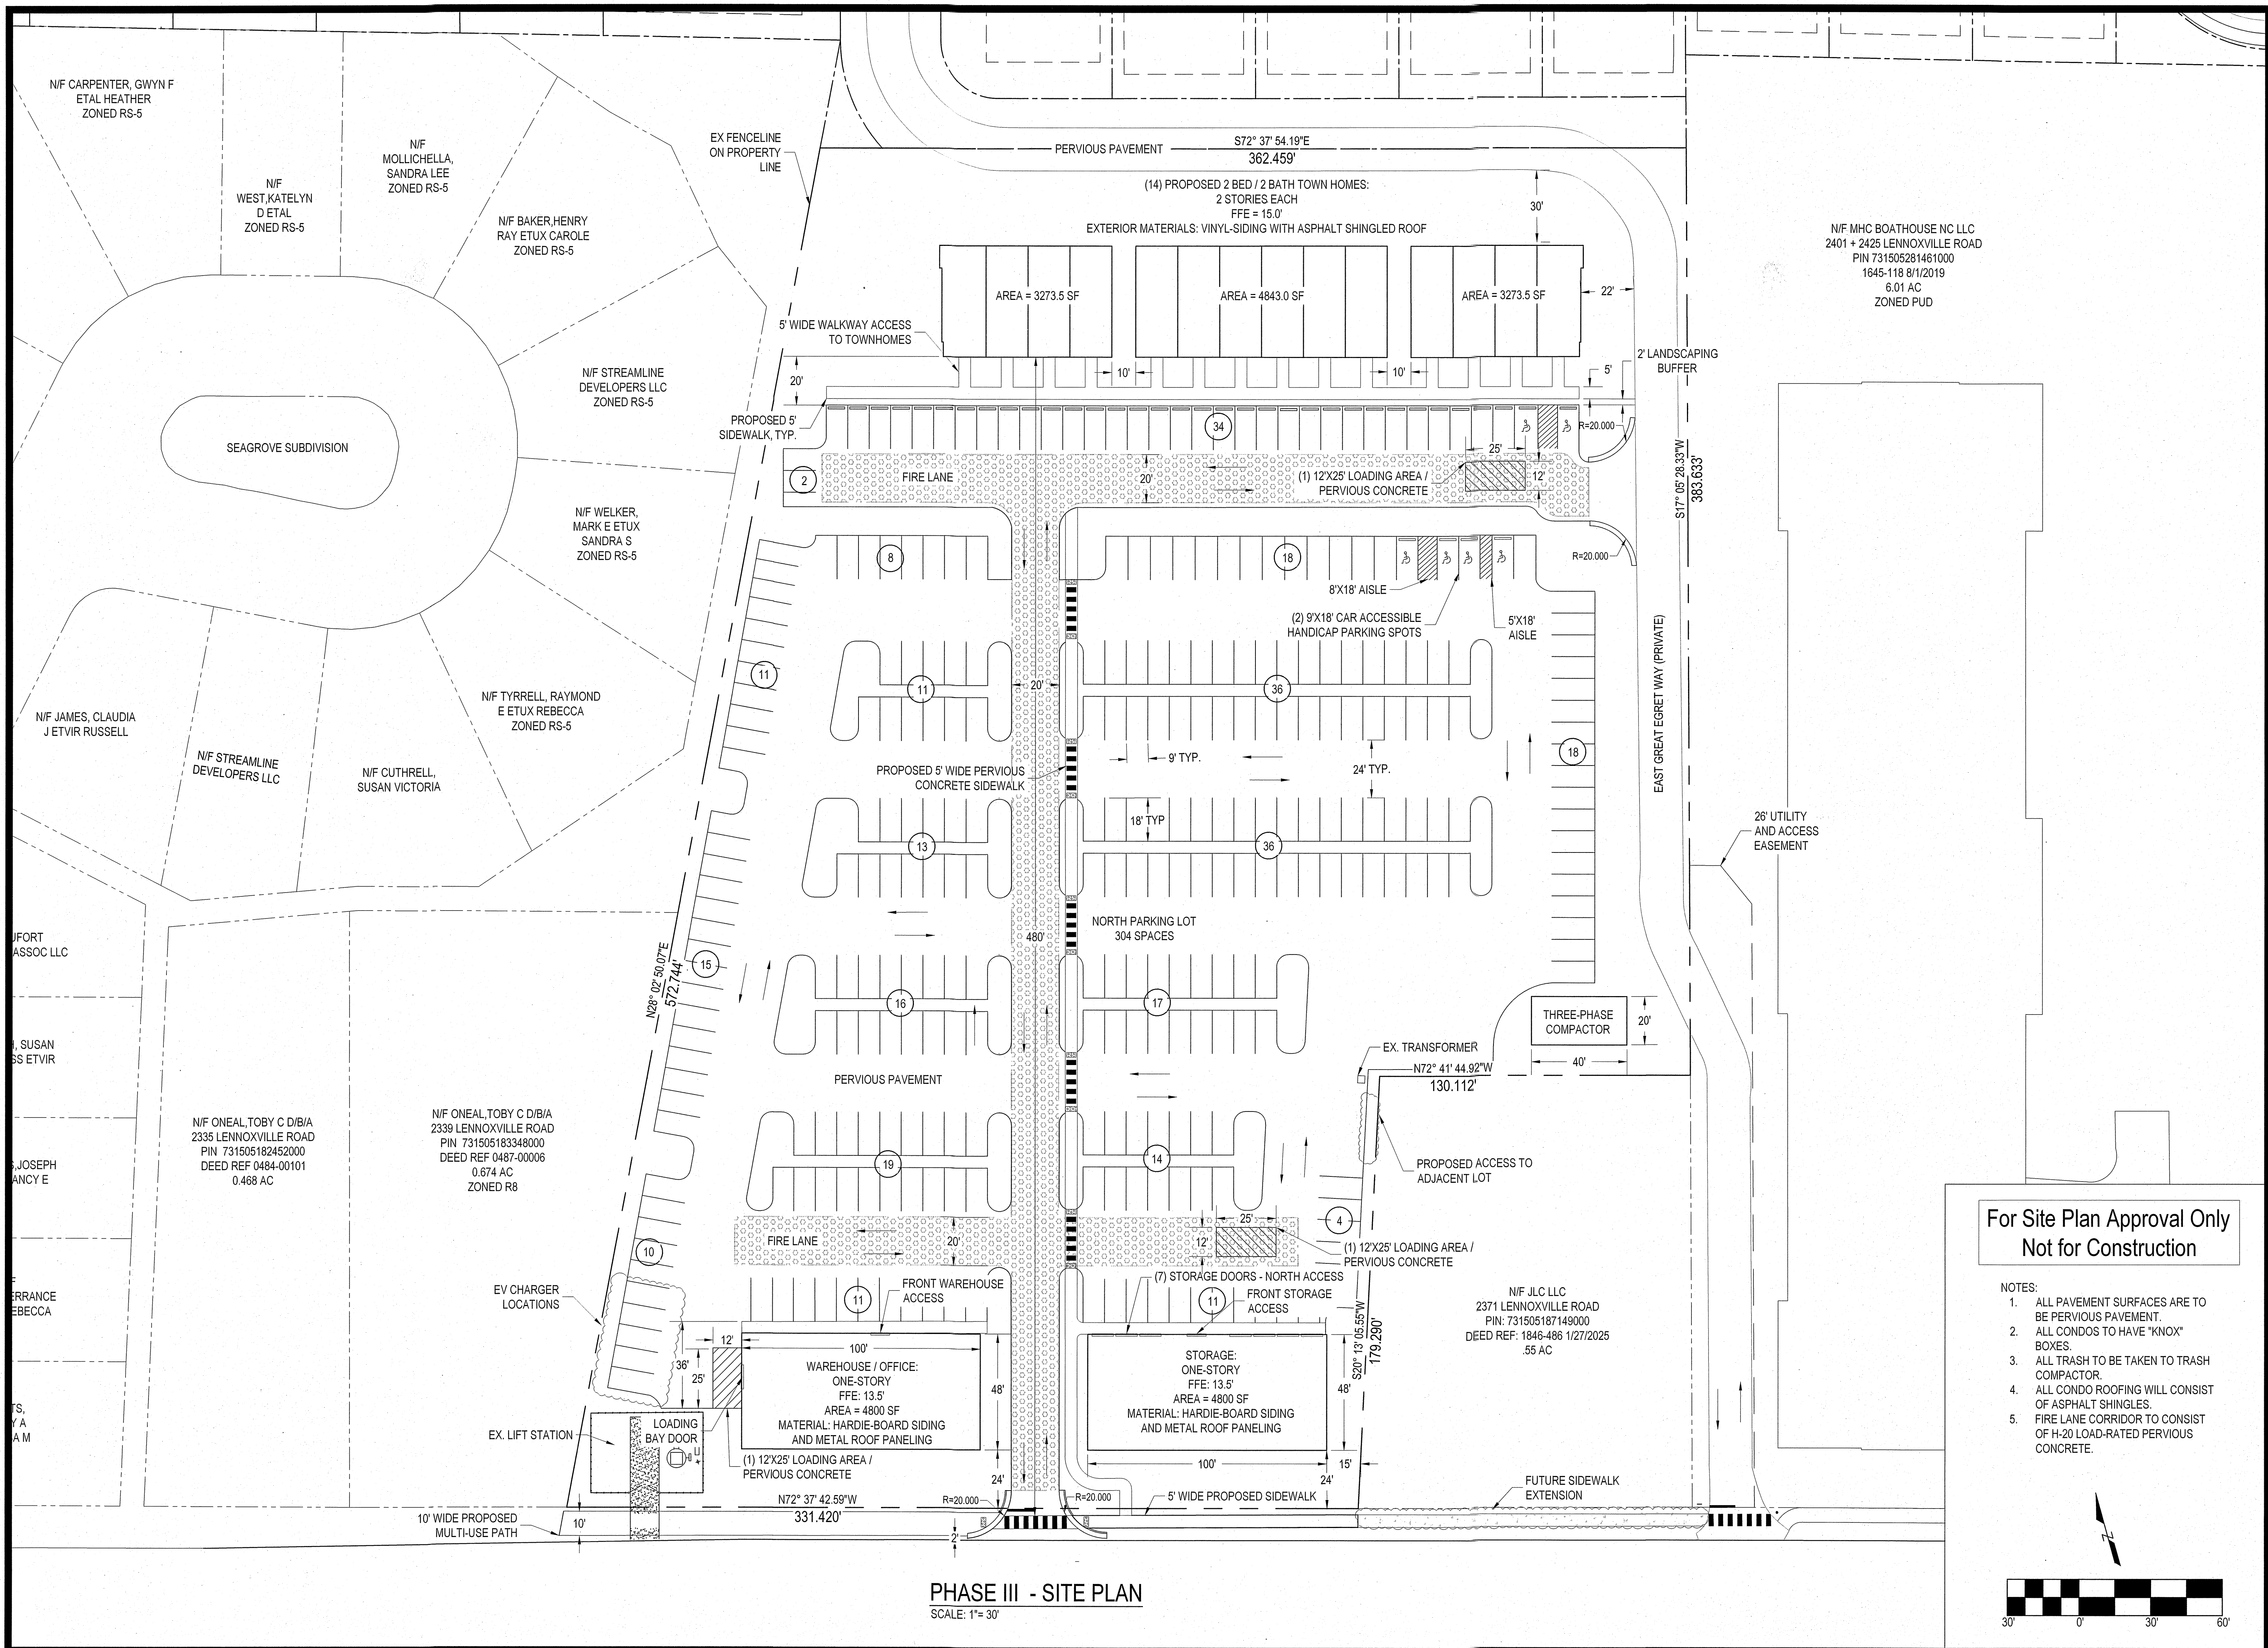 N/F CARPENTER, GWYN F
ETAL HEATHER
ZONED RS-5
N/F
WEST,KATELYN
D ETAL
ZONED RS-5
N/F
MOLLICHELLA,
SANDRA LEE
ZONED RS-5
N/F BAKER,HENRY
RAY ETUX CAROLE
ZONED RS-5
N/F STREAMLINE
DEVELOPERS LLC
ZONED RS-5
SEAGROVE SUBDIVISION
N/F WELKER,
MARK E ETUX
SANDRA S
ZONED RS-5
N/F TYRRELL, RAYMOND
E ETUX REBECCA
ZONED RS-5
N/F JAMES, CLAUDIA
J ETVIR RUSSELL
N/F STREAMLINE
DEVELOPERS LLC
N/F CUTHRELL,
SUSAN VICTORIA
JFORT
ASSOC LLC
, SUSAN
SS ETVIR
,JOSEPH
ANCY E
ERRANCE
EBECCA
TS,
Y A
A M
N/F ONEAL,TOBY C D/B/A
2335 LENNOXVILLE ROAD
PIN 731505182452000
DEED REF 0484-00101
0.468 AC
N/F ONEAL,TOBY C D/B/A
2339 LENNOXVILLE ROAD
PIN 731505183348000
DEED REF 0487-00006
0.674 AC
ZONED R8
EX FENCELINE
ON PROPERTY
LINE
PERVIOUS PAVEMENT
S72° 37' 54.19"E
362.459'
(14) PROPOSED 2 BED / 2 BATH TOWN HOMES:
2 STORIES EACH
FFE = 15.0'
EXTERIOR MATERIALS: VINYL-SIDING WITH ASPHALT SHINGLED ROOF
30'
AREA = 3273.5 SF
AREA = 4843.0 SF
AREA = 3273.5 SF
22'
5' WIDE WALKWAY ACCESS
TO TOWNHOMES
20'
10'
10'
5'
2' LANDSCAPING
BUFFER
PROPOSED 5'
SIDEWALK, TYP.
34
R=20.000
25'
2
FIRE LANE
20'
(1) 12'X25' LOADING AREA /
PERVIOUS CONCRETE
12'
S17° 05' 28.33"W
383.633'
8
18
R=20.000
8'X18' AISLE
(2) 9'X18' CAR ACCESSIBLE
HANDICAP PARKING SPOTS
5'X18'
AISLE
EAST GREAT EGRET WAY (PRIVATE)
11
11
20'
36
18
9' TYP.
24' TYP.
PROPOSED 5' WIDE PERVIOUS
CONCRETE SIDEWALK
18' TYP
13
36
26' UTILITY
AND ACCESS
EASEMENT
NORTH PARKING LOT
304 SPACES
480'
N28° 02' 50.07"E
572.744'
15
16
17
THREE-PHASE
COMPACTOR
20'
40'
EX. TRANSFORMER
N72° 41' 44.92"W
130.112'
PERVIOUS PAVEMENT
19
14
PROPOSED ACCESS TO
ADJACENT LOT
10
FIRE LANE
20'
25'
12'
4
(1) 12'X25' LOADING AREA /
PERVIOUS CONCRETE
(7) STORAGE DOORS - NORTH ACCESS
EV CHARGER
LOCATIONS
11
FRONT WAREHOUSE
ACCESS
11
FRONT STORAGE
ACCESS
S20° 13' 05.55"W
179.290'
12'
36'
25'
100'
WAREHOUSE / OFFICE:
ONE-STORY
FFE: 13.5'
AREA = 4800 SF
MATERIAL: HARDIE-BOARD SIDING
AND METAL ROOF PANELING
48'
STORAGE:
ONE-STORY
FFE: 13.5'
AREA = 4800 SF
MATERIAL: HARDIE-BOARD SIDING
AND METAL ROOF PANELING
48'
100'
15'
24'
24'
LOADING
BAY DOOR
EX. LIFT STATION
(1) 12'X25' LOADING AREA /
PERVIOUS CONCRETE
N72° 37' 42.59"W
331.420'
R=20.000
R=20.000
5' WIDE PROPOSED SIDEWALK
FUTURE SIDEWALK
EXTENSION
10' WIDE PROPOSED
MULTI-USE PATH
10'
2'
N/F JLC LLC
2371 LENNOXVILLE ROAD
PIN: 731505187149000
DEED REF: 1846-486 1/27/2025
.55 AC
N/F MHC BOATHOUSE NC LLC
2401 + 2425 LENNOXVILLE ROAD
PIN 731505281461000
1645-118 8/1/2019
6.01 AC
ZONED PUD
For Site Plan Approval Only
Not for Construction
NOTES:
1. ALL PAVEMENT SURFACES ARE TO
BE PERVIOUS PAVEMENT.
2. ALL CONDOS TO HAVE "KNOX"
BOXES.
3. ALL TRASH TO BE TAKEN TO TRASH
COMPACTOR.
4. ALL CONDO ROOFING WILL CONSIST
OF ASPHALT SHINGLES.
5. FIRE LANE CORRIDOR TO CONSIST
OF H-20 LOAD-RATED PERVIOUS
CONCRETE.
Z
30' 0' 30' 60'
PHASE III - SITE PLAN
SCALE: 1"= 30'